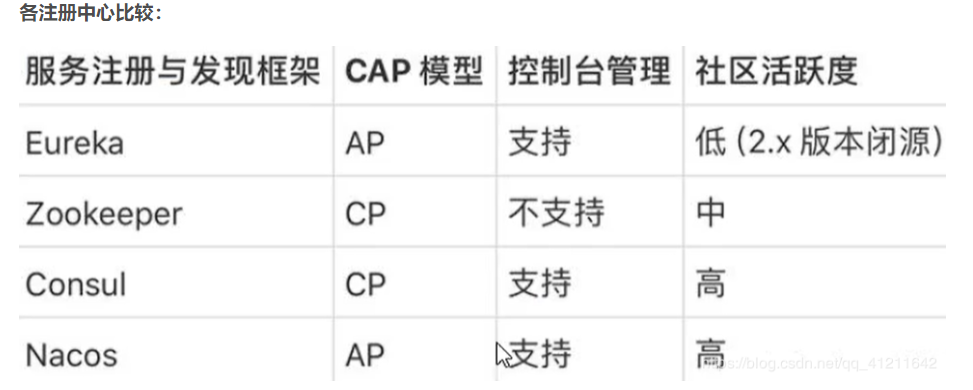 各注册中心比较：
服务注册与发现框架 CAP 模型 控制台管理 社区活跃度
Eureka AP 支持 低 (2.x 版本闭源)
Zookeeper CP 不支持 中
Consul CP 支持 高
Nacos AP 支持 高
https://blog.csdn.net/qq_41211642